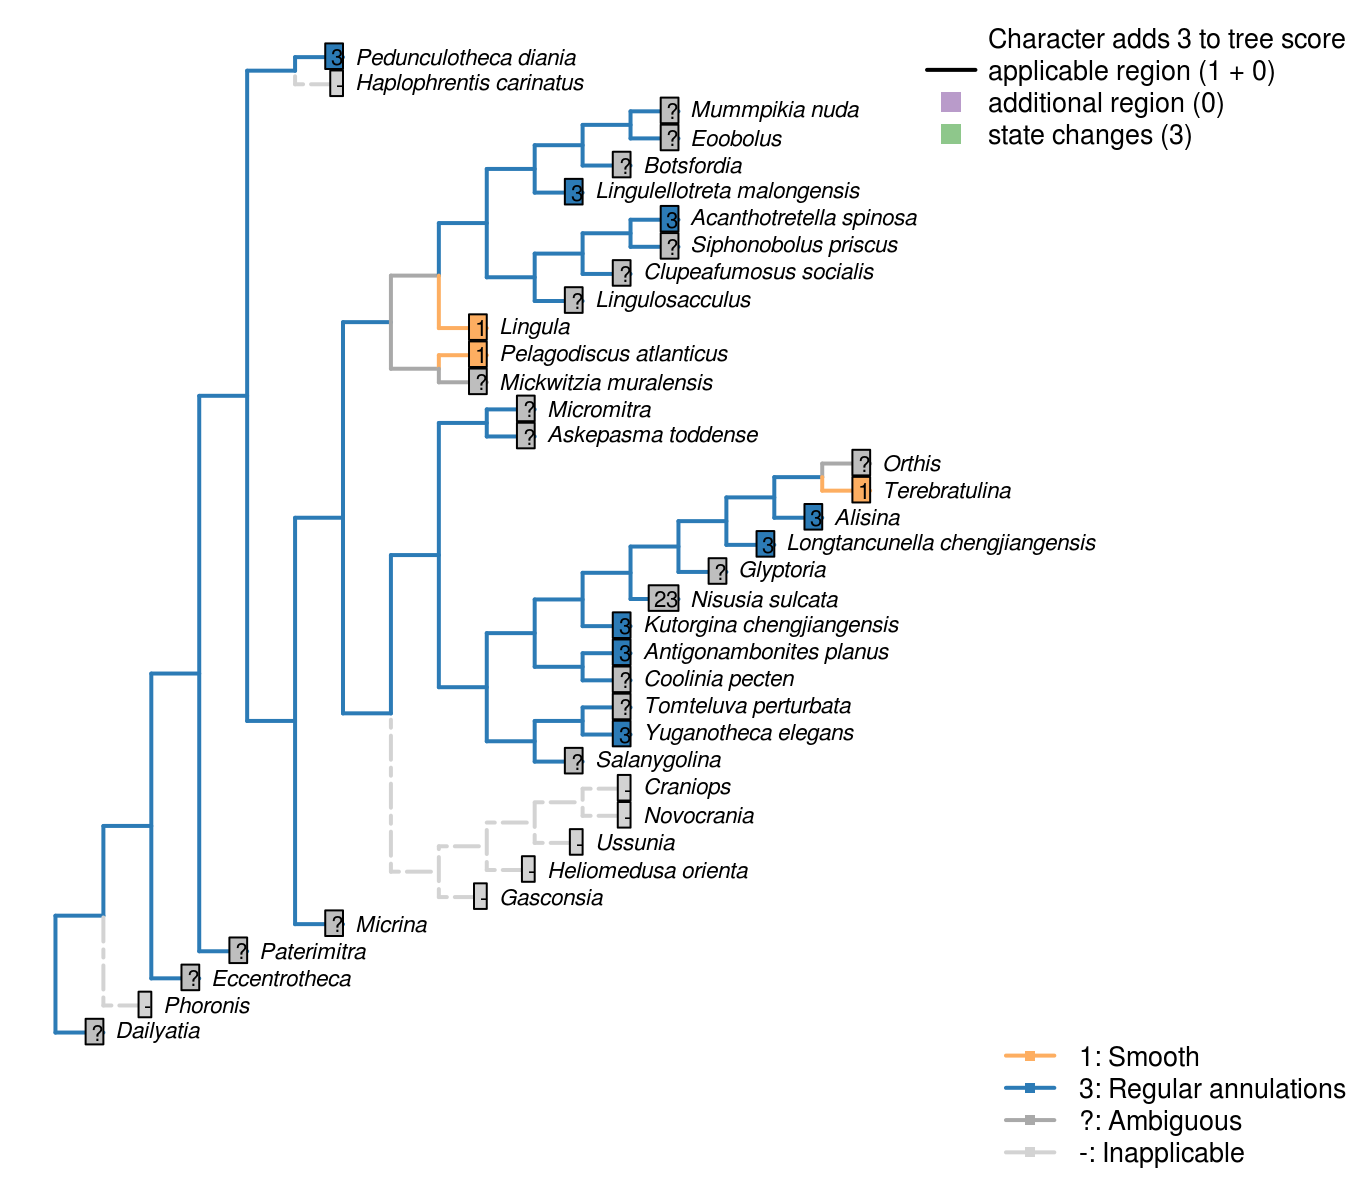 Character adds 3 to tree score
applicable region (1 + 0)
additional region (0)
state changes (3)
3 Pedunculotheca diania
- Haplophrentis carinatus
? Mummpikia nuda
? Eoobolus
? Botsfordia
3 Lingulellotreta malongensis
3 Acanthotretella spinosa
? Siphonobolus priscus
? Clupeafumosus socialis
? Lingulosacculus
1 Lingula
1 Pelagodiscus atlanticus
? Mickwitzia muralensis
? Micromitra
? Askepasma toddense
? Orthis
1 Terebratulina
3 Alisina
3 Longtancunella chengjiangensis
? Glyptoria
23 Nisusia sulcata
3 Kutorgina chengjiangensis
3 Antigonambonites planus
? Coolinia pecten
? Tomteluva perturbata
3 Yuganotheca elegans
? Salanygolina
- Craniops
- Novocrania
- Ussunia
- Heliomedusa orienta
- Gasconsia
? Micrina
? Paterimitra
? Eccentrotheca
- Phoronis
? Dailyatia
1: Smooth
3: Regular annulations
?: Ambiguous
-: Inapplicable